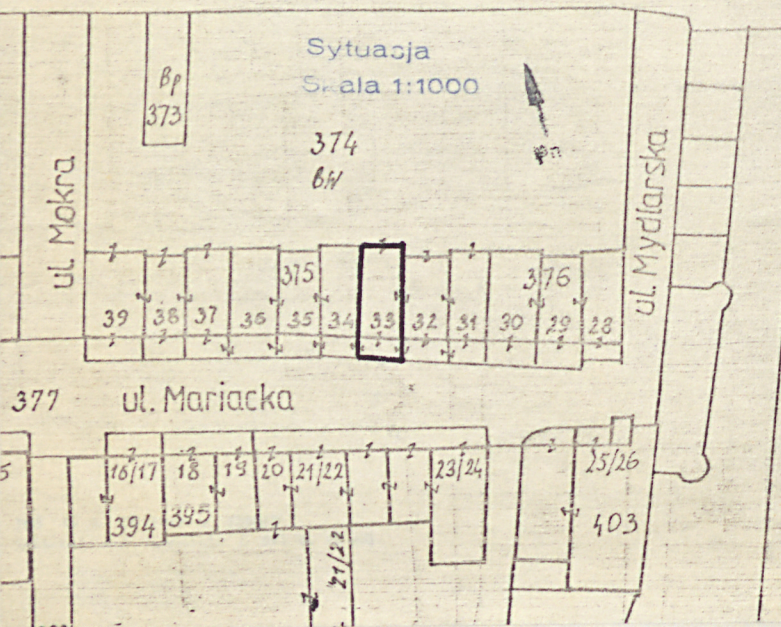 Sytuacja
Skala 1:1000
Bp
373
374
BW
pn
ul. Mokra
ul. Mydlarska
375
376
39 38 37 36 35 34 33 32 31 30 29 28
377
ul. Mariacka
5
16/17 18 19 20 21/22 23/24 25/26
394 395
403
21/22